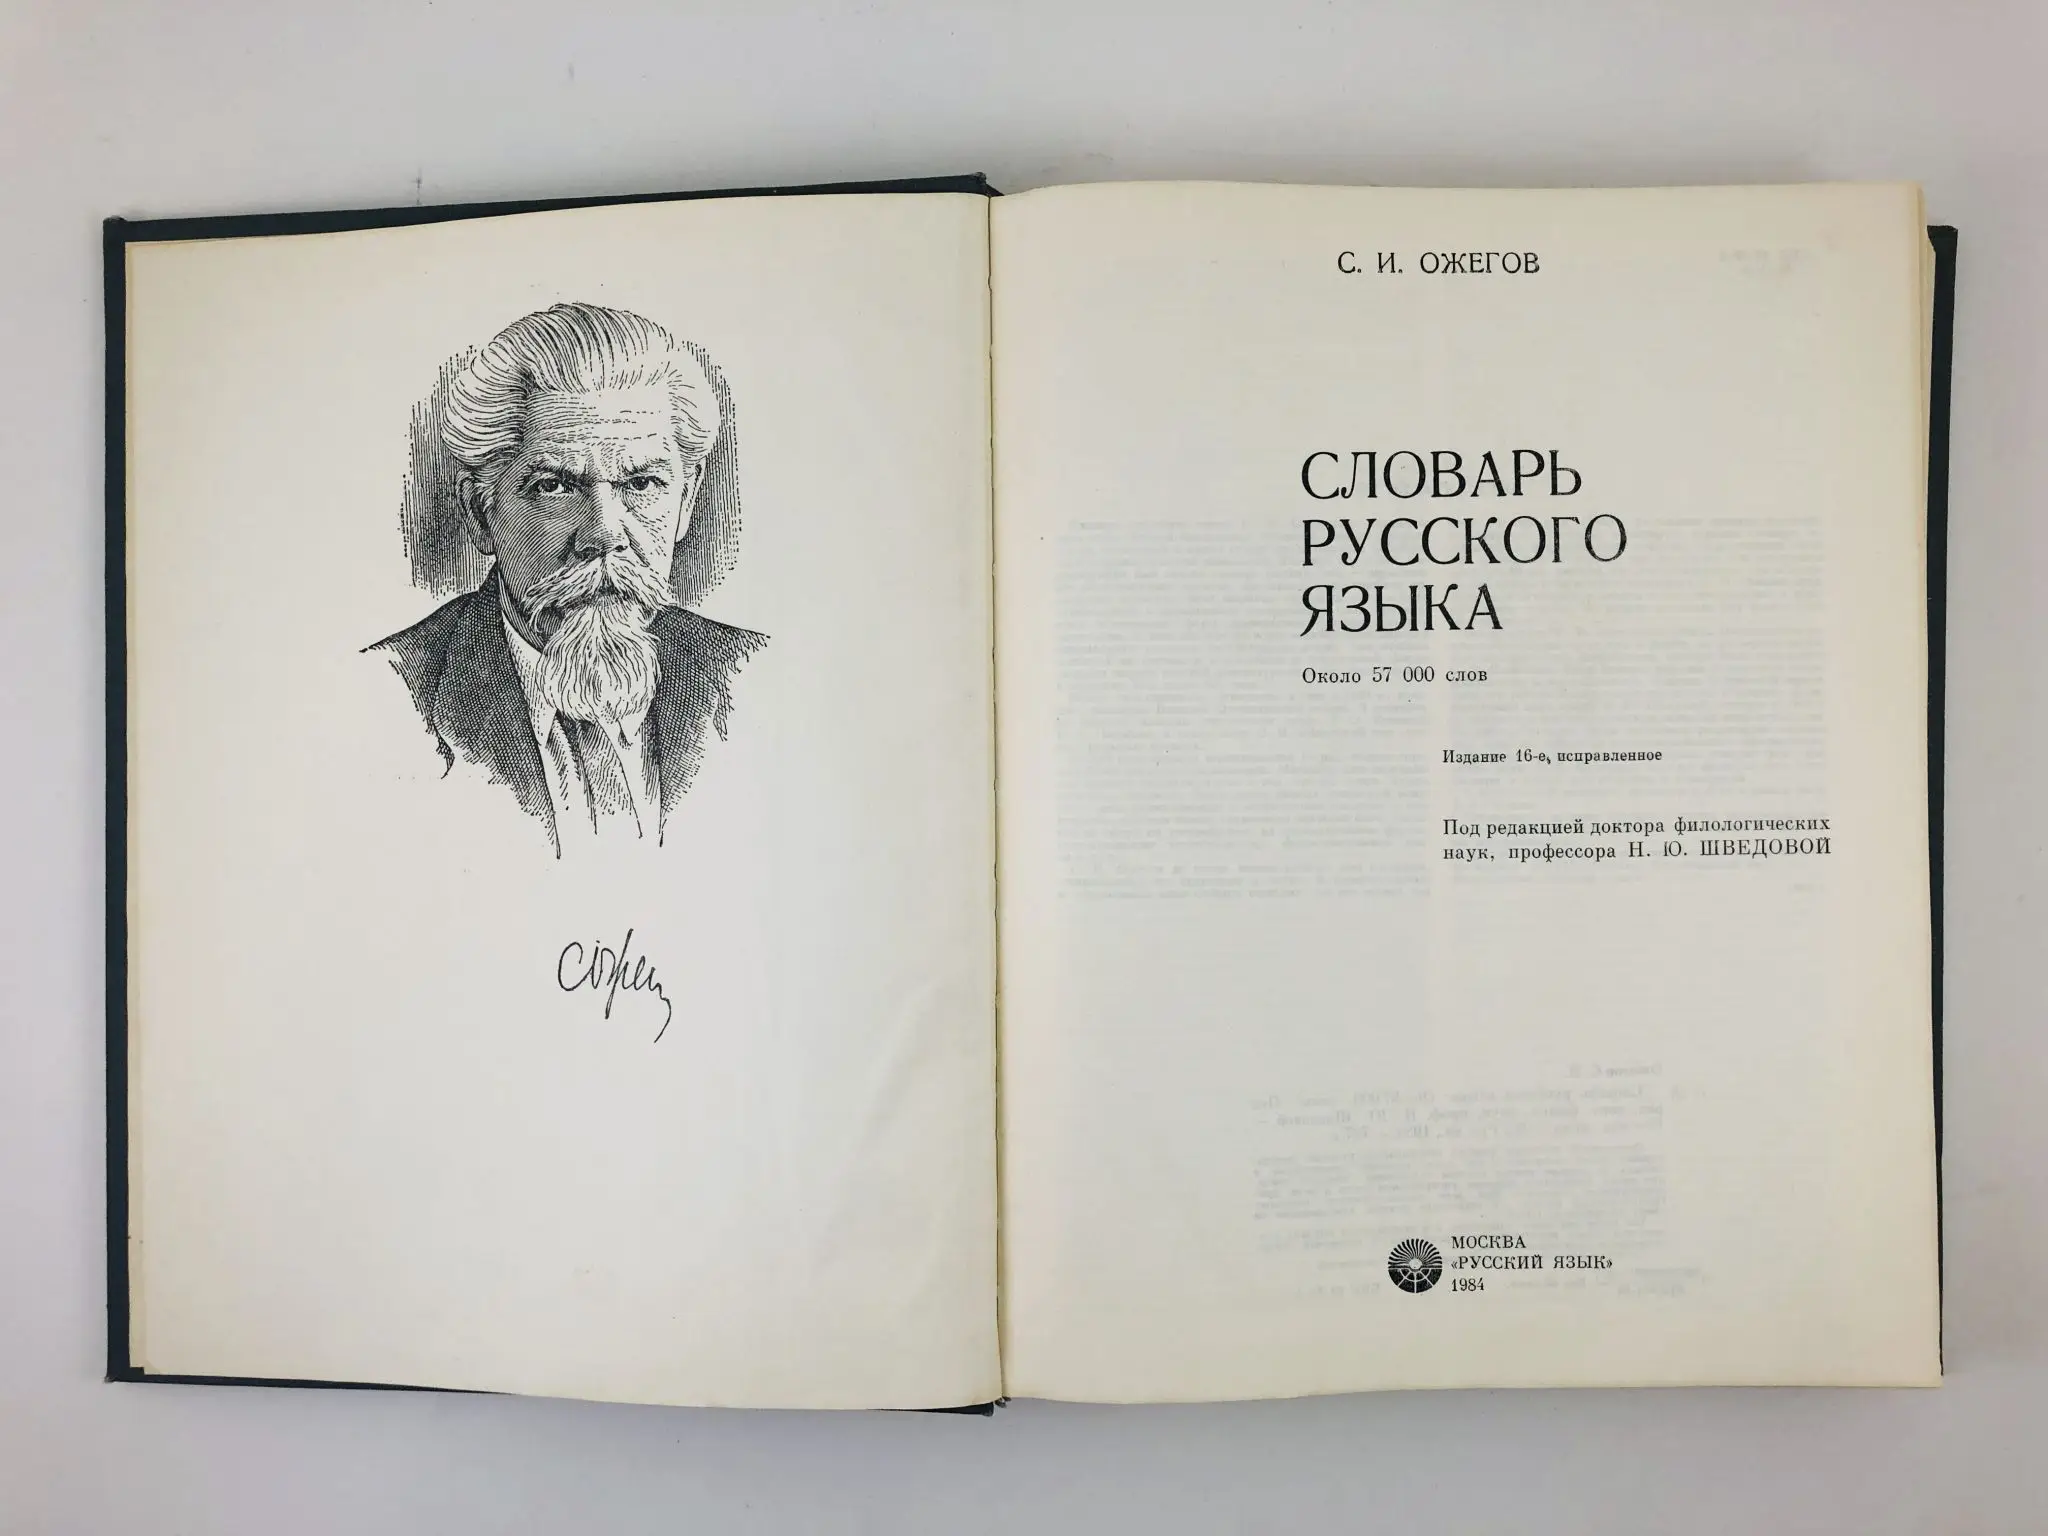 С. И. ОЖЕГОВ
СЛОВАРЬ
РУССКОГО
ЯЗЫКА
Около 57 000 слов
Издание 16-е, исправленное
Под редакцией доктора филологических
наук, профессора Н. Ю. ШВЕДОВОЙ
МОСКВА
«РУССКИЙ ЯЗЫК»
1984